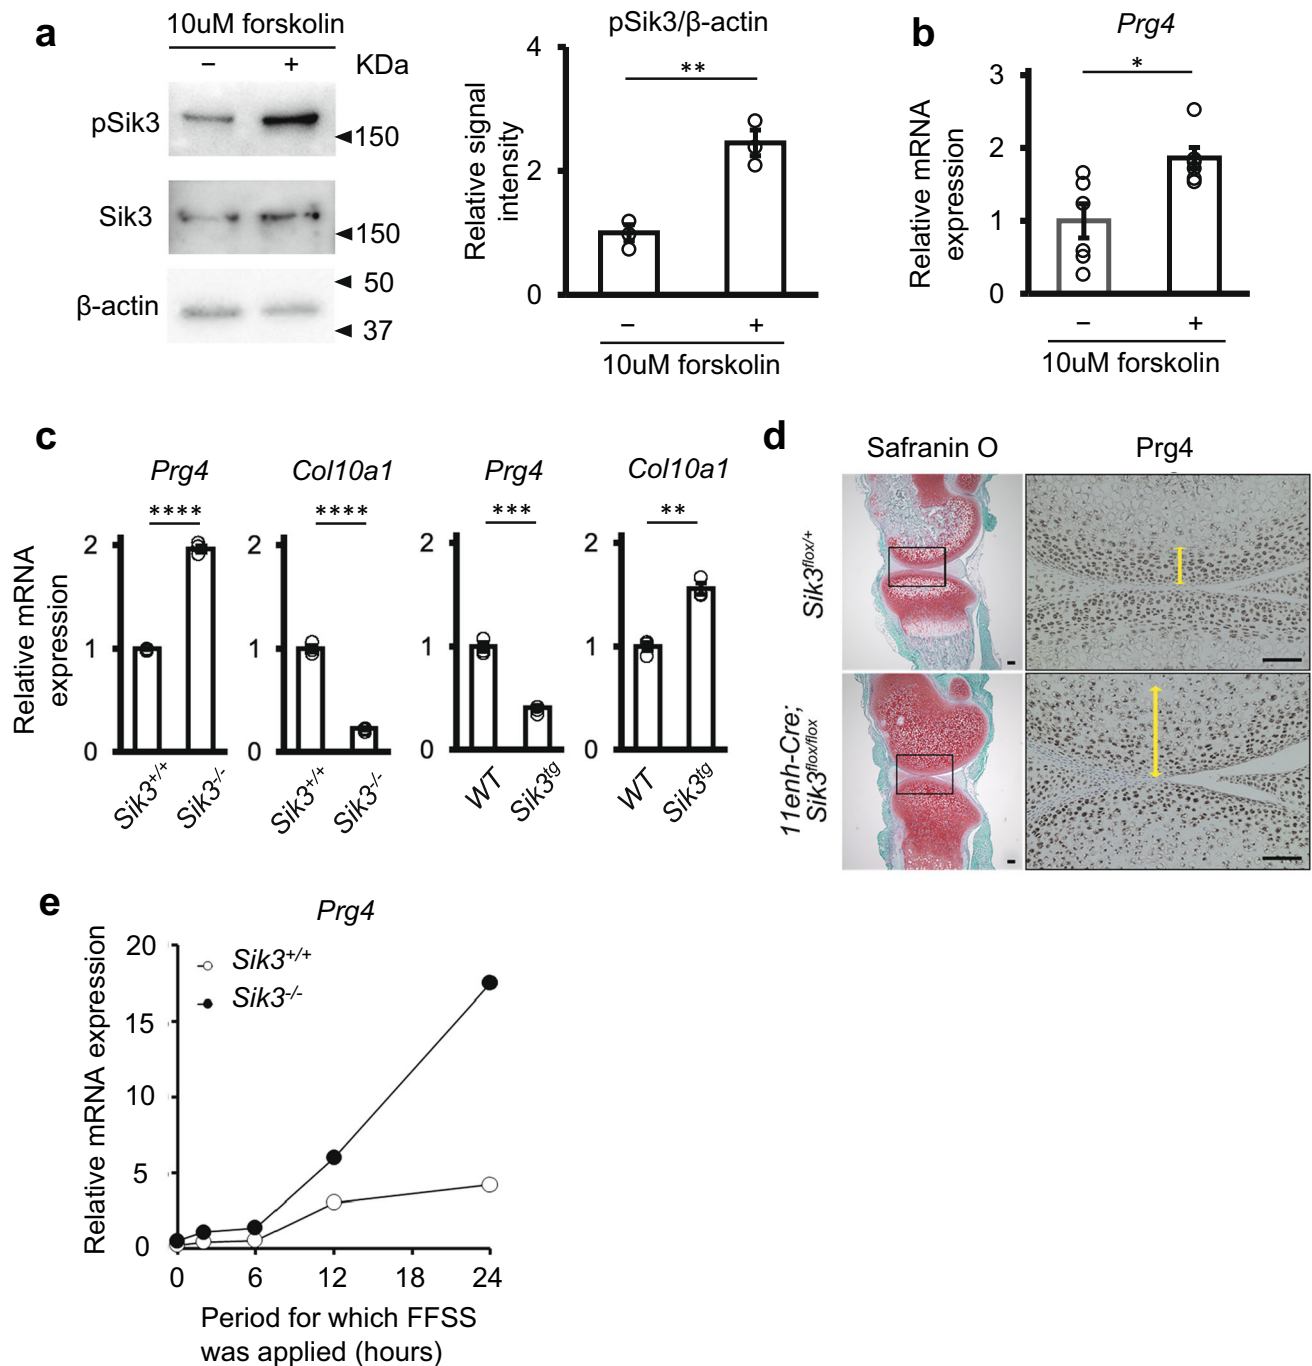 a
10uM forskolin
− + KDa
pSik3
150
Sik3
150
50
β-actin
37
pSik3/β-actin
Relative signal
intensity
4
**
2
0
− +
10uM forskolin
b
Prg4
Relative mRNA
expression
3
*
2
1
0
− +
10uM forskolin
c
Relative mRNA
expression
Prg4
****
2
1
0
Sik3+/+
Sik3-/-
Col10a1
****
2
1
0
Sik3+/+
Sik3-/-
Prg4
***
2
1
0
WT
Sik3tg
Col10a1
**
2
1
0
WT
Sik3tg
d
Safranin O
Prg4
Sik3flox/+
11enh-Cre;
Sik3flox/flox
e
Prg4
Relative mRNA expression
20
15
10
5
0
Sik3+/+
Sik3-/-
0 6 12 18 24
Period for which FFSS
was applied (hours)